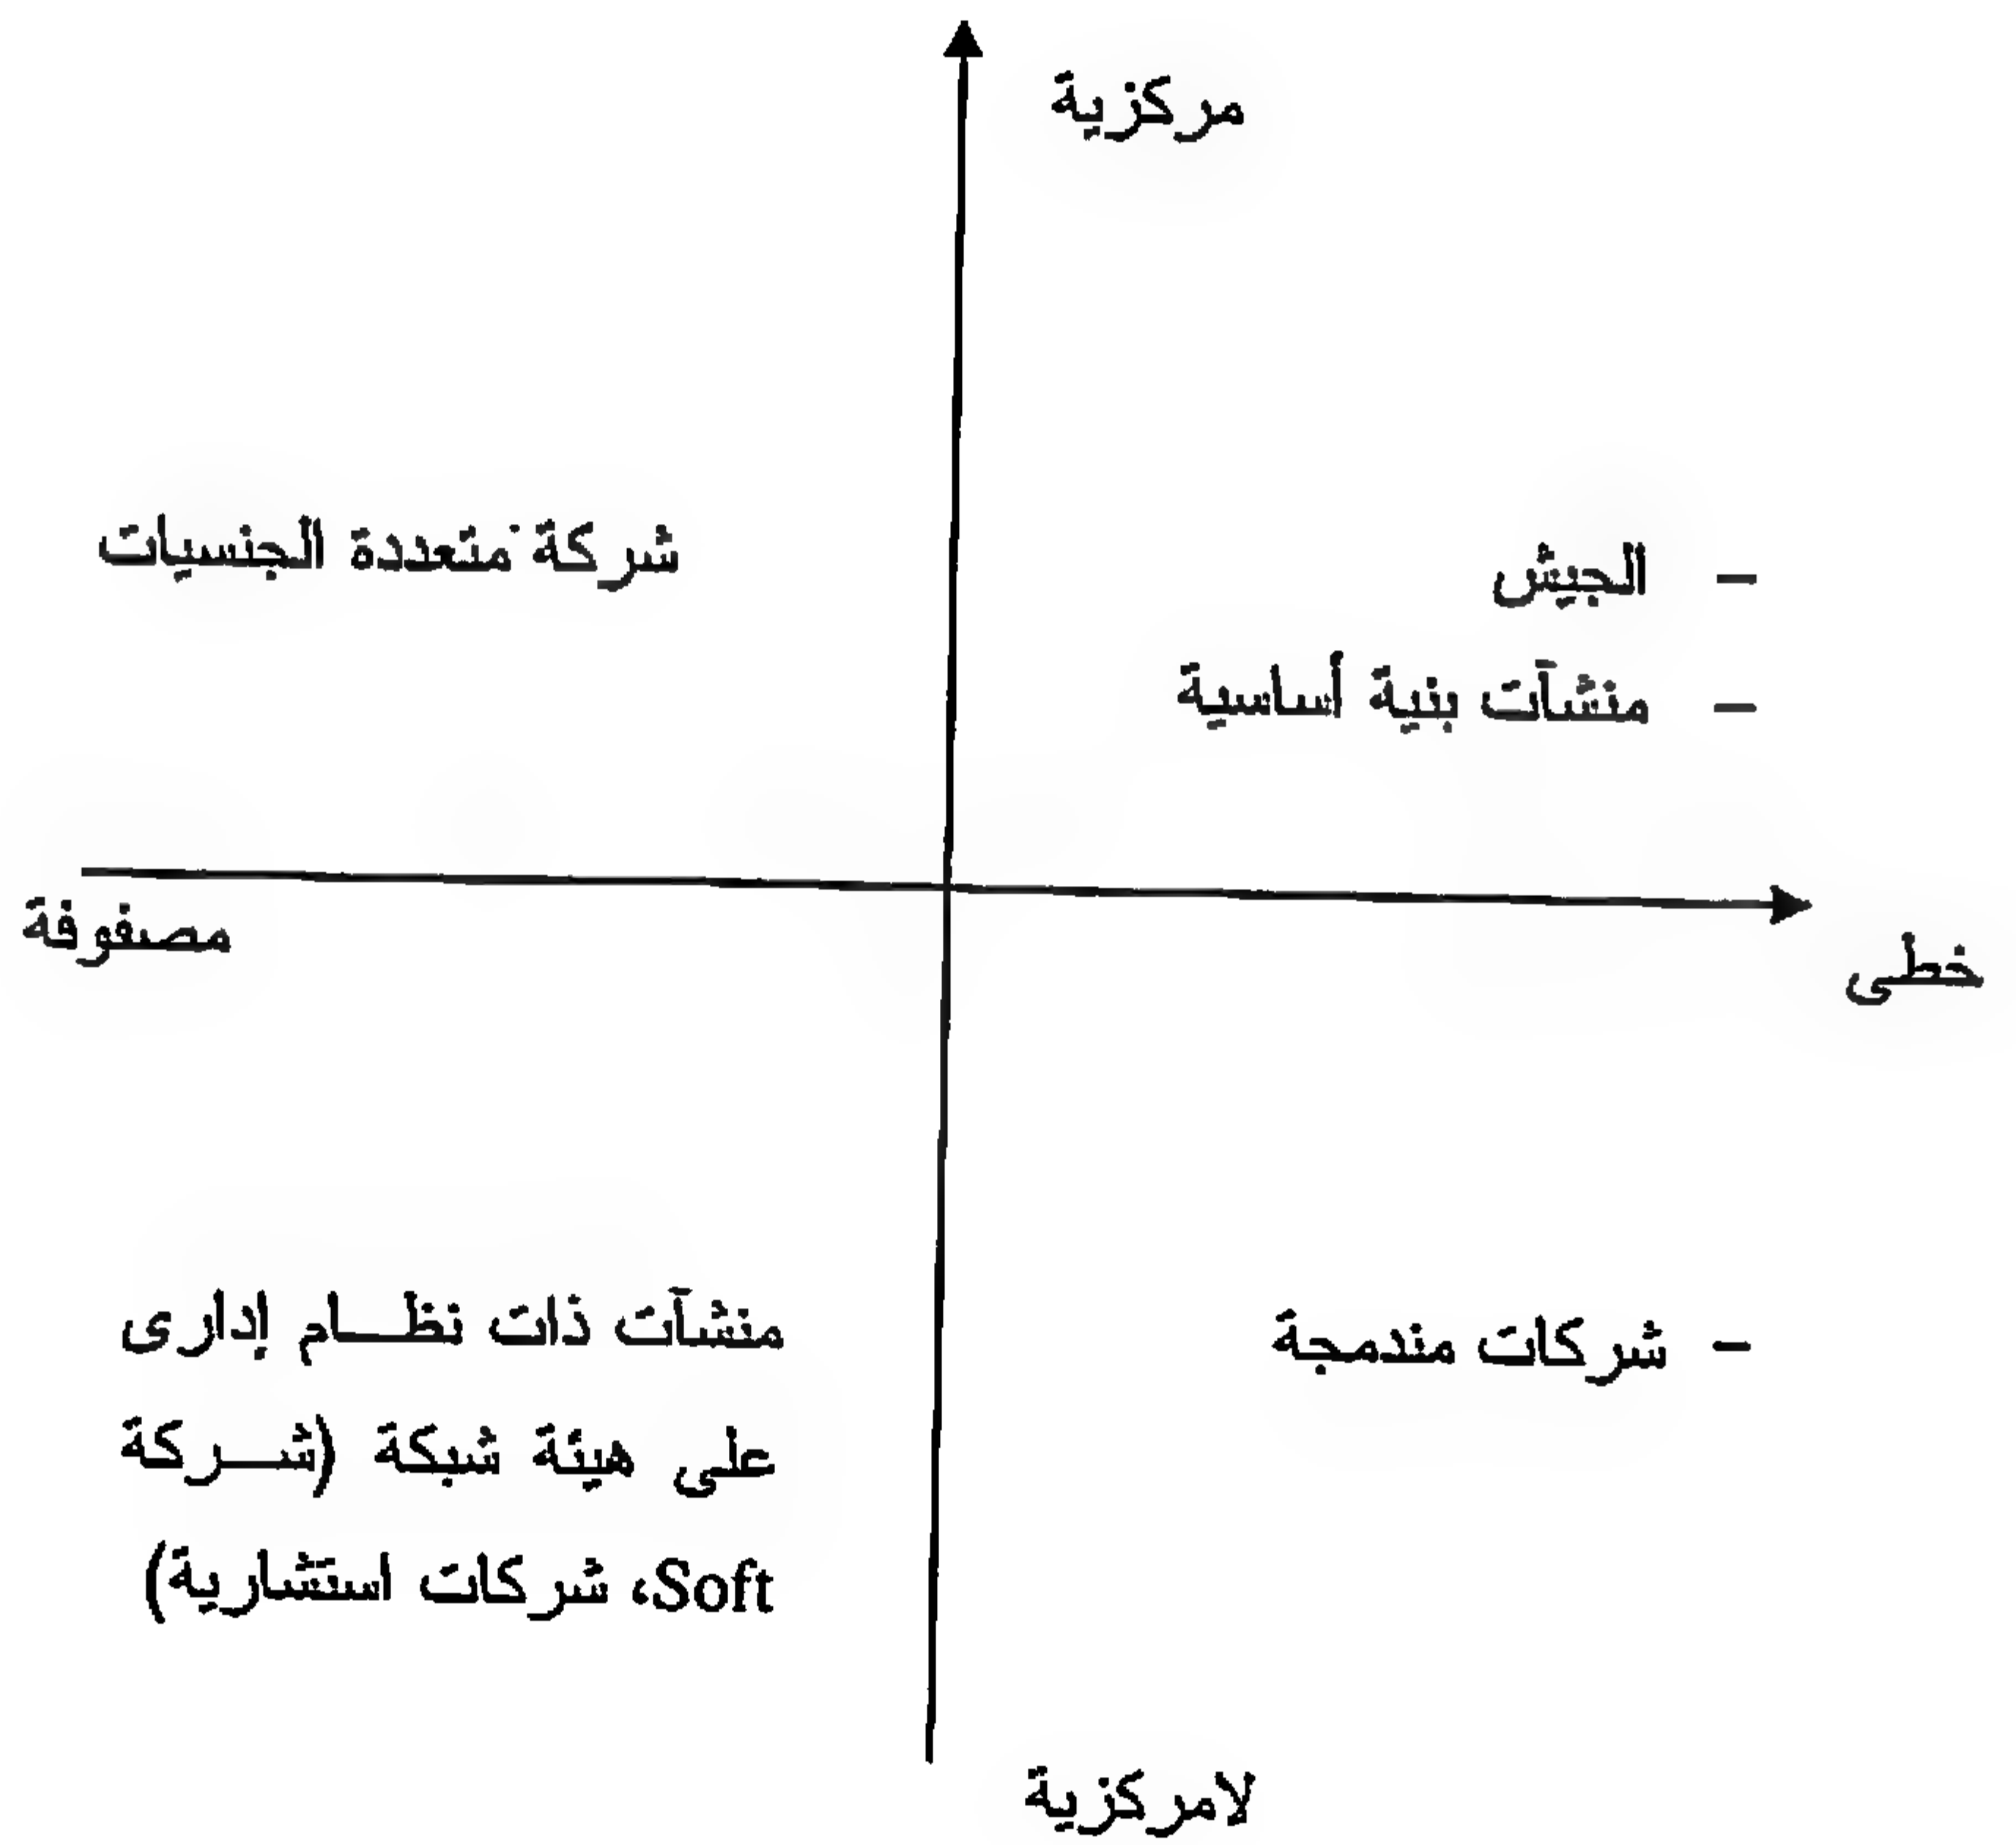 مركزية
– الجيش
– منشآت بنية أساسية
شركة متعددة الجنسيات
خطى
مصفوفة
– شركات مندمجة
منشآت ذات نظام إدارى
على هيئة شبكة (شركة
Soft، شركات استشارية)
لامركزية